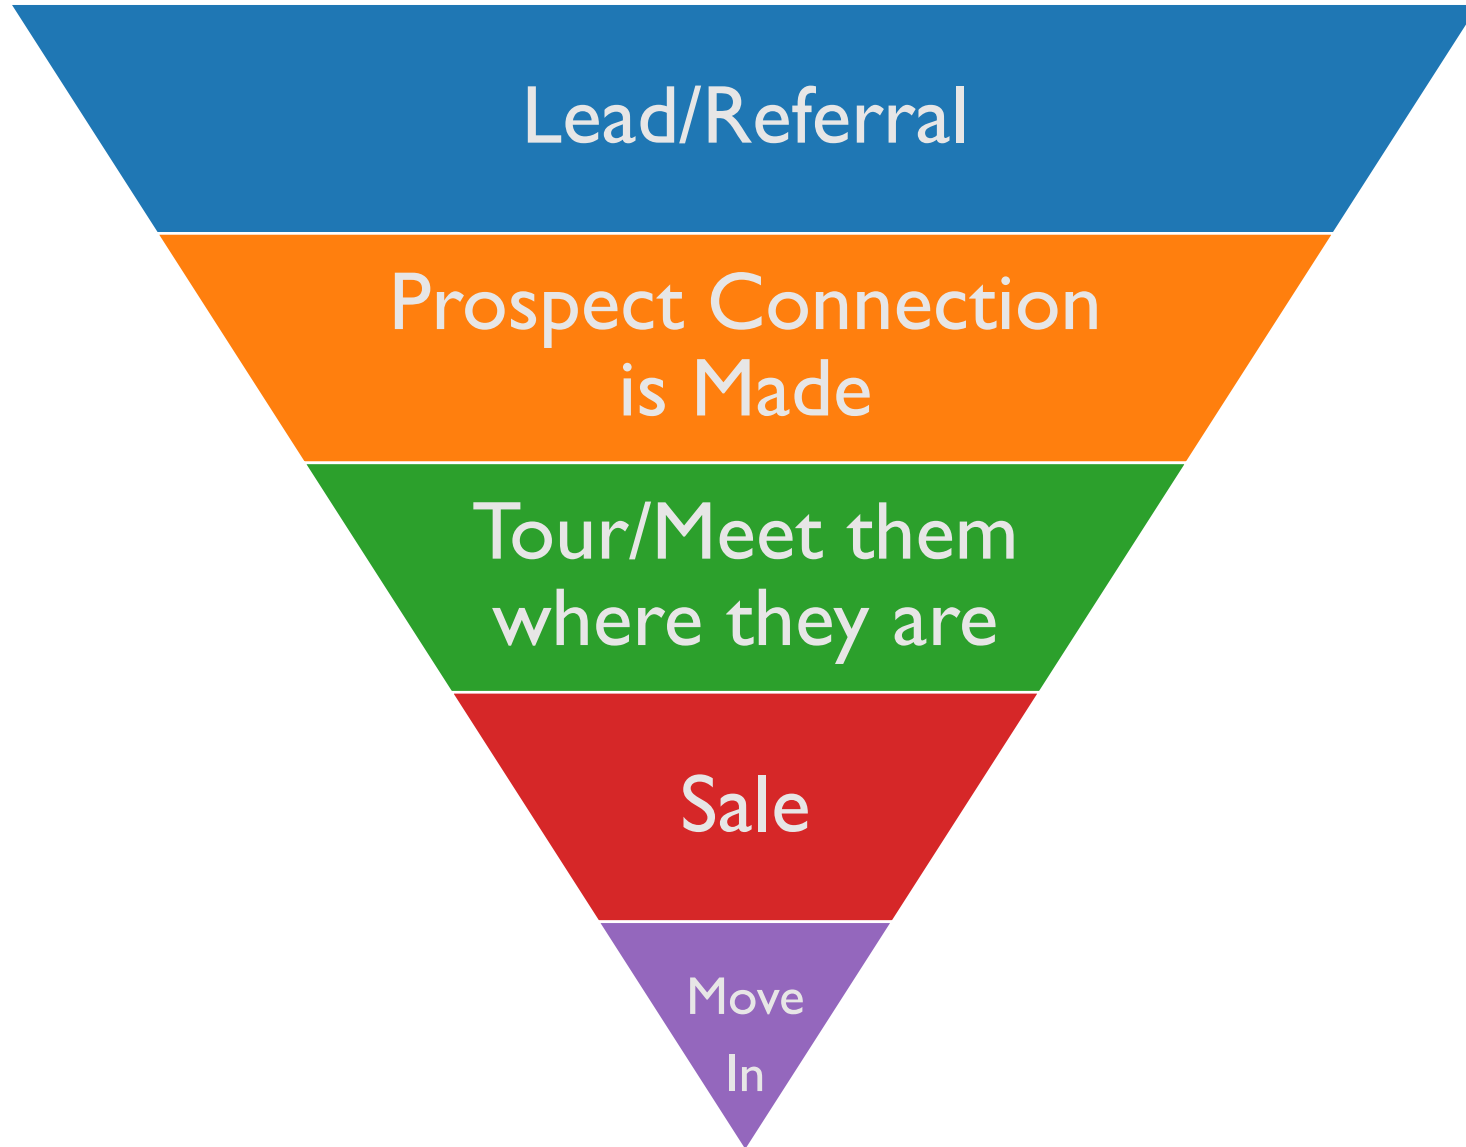 Lead/Referral
Prospect Connection
is Made
Tour/Meet them
where they are
Sale
Move
In